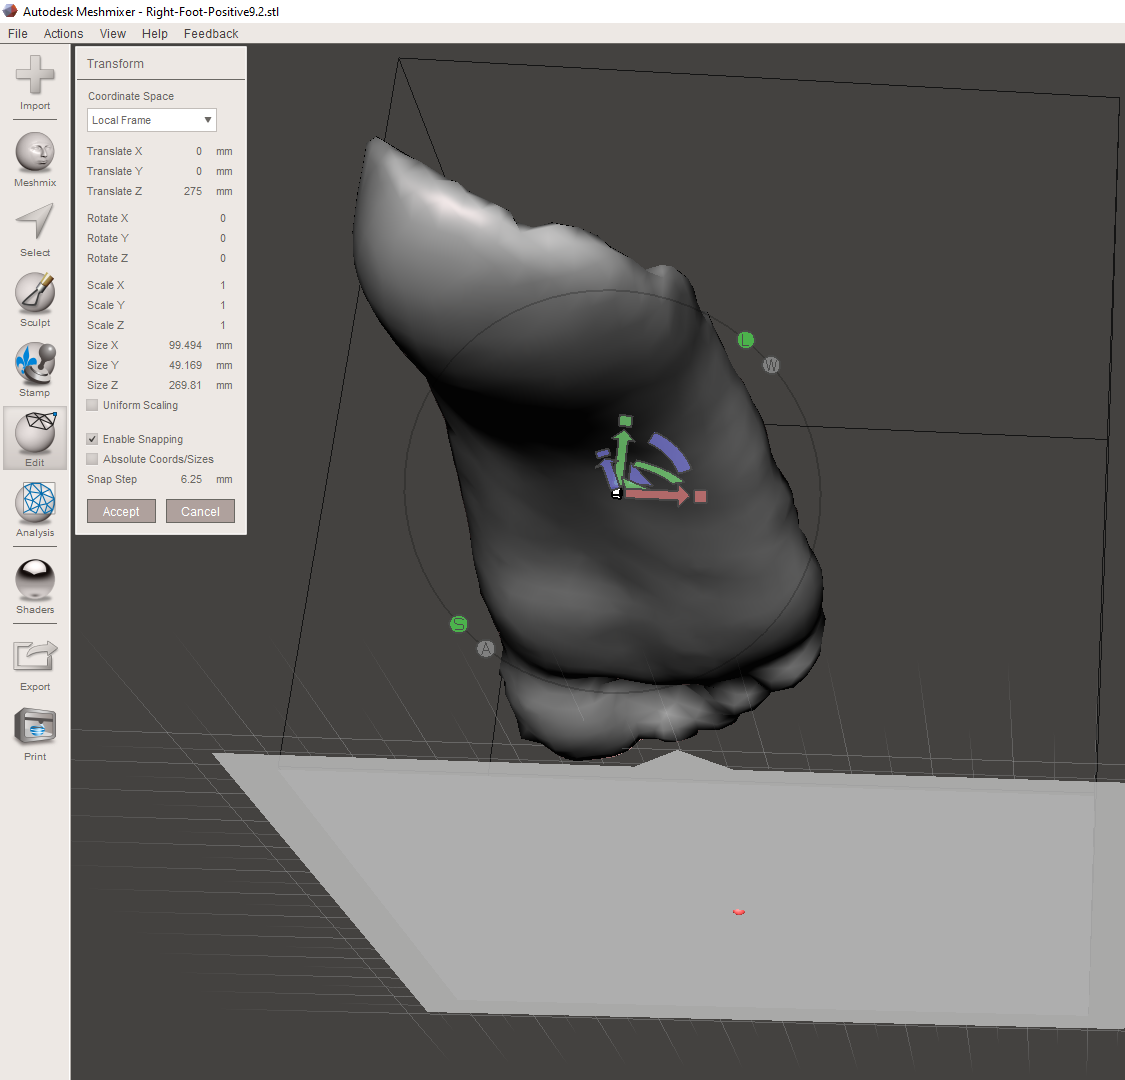 Autodesk Meshmixer - Right-Foot-Positive9.2.stl
File Actions View Help Feedback
Import
Meshmix
Select
Sculpt
Stamp
Edit
Analysis
Shaders
Export
Print
Transform
Coordinate Space
Local Frame
Translate X 0 mm
Translate Y 0 mm
Translate Z 275 mm
Rotate X 0
Rotate Y 0
Rotate Z 0
Scale X 1
Scale Y 1
Scale Z 1
Size X 99.494 mm
Size Y 49.169 mm
Size Z 269.81 mm
Uniform Scaling
Enable Snapping
Absolute Coords/Sizes
Snap Step 6.25 mm
Accept Cancel
L
W
S
A